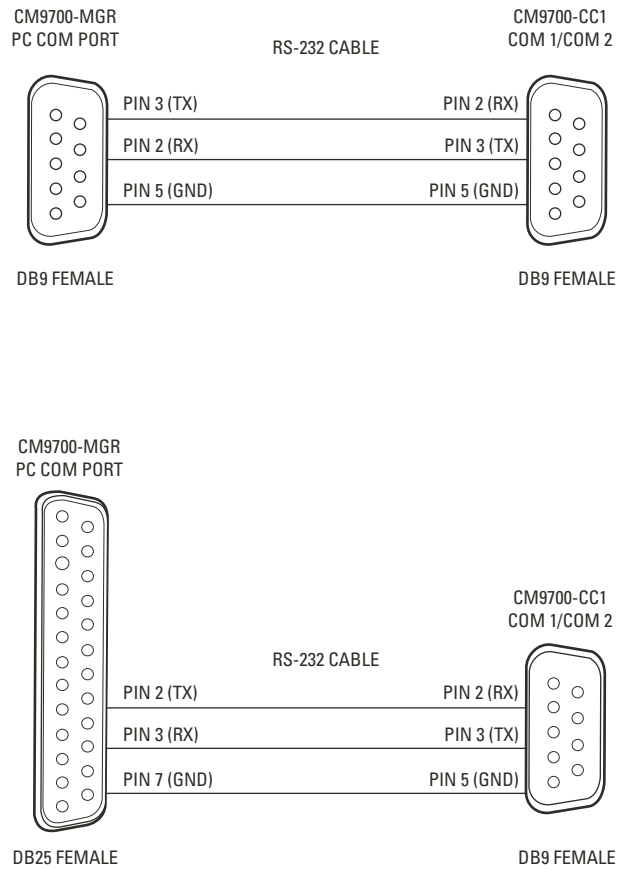 CM9700-MGR
PC COM PORT
RS-232 CABLE
CM9700-CC1
COM 1/COM 2
PIN 3 (TX)
PIN 2 (RX)
PIN 2 (RX)
PIN 3 (TX)
PIN 5 (GND)
PIN 5 (GND)
DB9 FEMALE
DB9 FEMALE
CM9700-MGR
PC COM PORT
CM9700-CC1
COM 1/COM 2
RS-232 CABLE
PIN 2 (TX)
PIN 2 (RX)
PIN 3 (RX)
PIN 3 (TX)
PIN 7 (GND)
PIN 5 (GND)
DB25 FEMALE
DB9 FEMALE